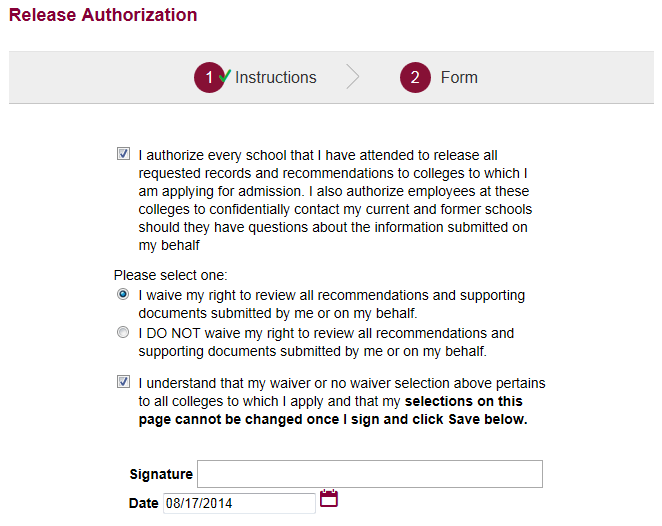 Release Authorization
1 Instructions 2 Form
I authorize every school that I have attended to release all
requested records and recommendations to colleges to which I
am applying for admission. I also authorize employees at these
colleges to confidentially contact my current and former schools
should they have questions about the information submitted on
my behalf
Please select one:
I waive my right to review all recommendations and supporting
documents submitted by me or on my behalf.
I DO NOT waive my right to review all recommendations and
supporting documents submitted by me or on my behalf.
I understand that my waiver or no waiver selection above pertains
to all colleges to which I apply and that my selections on this
page cannot be changed once I sign and click Save below.
Signature
Date 08/17/2014